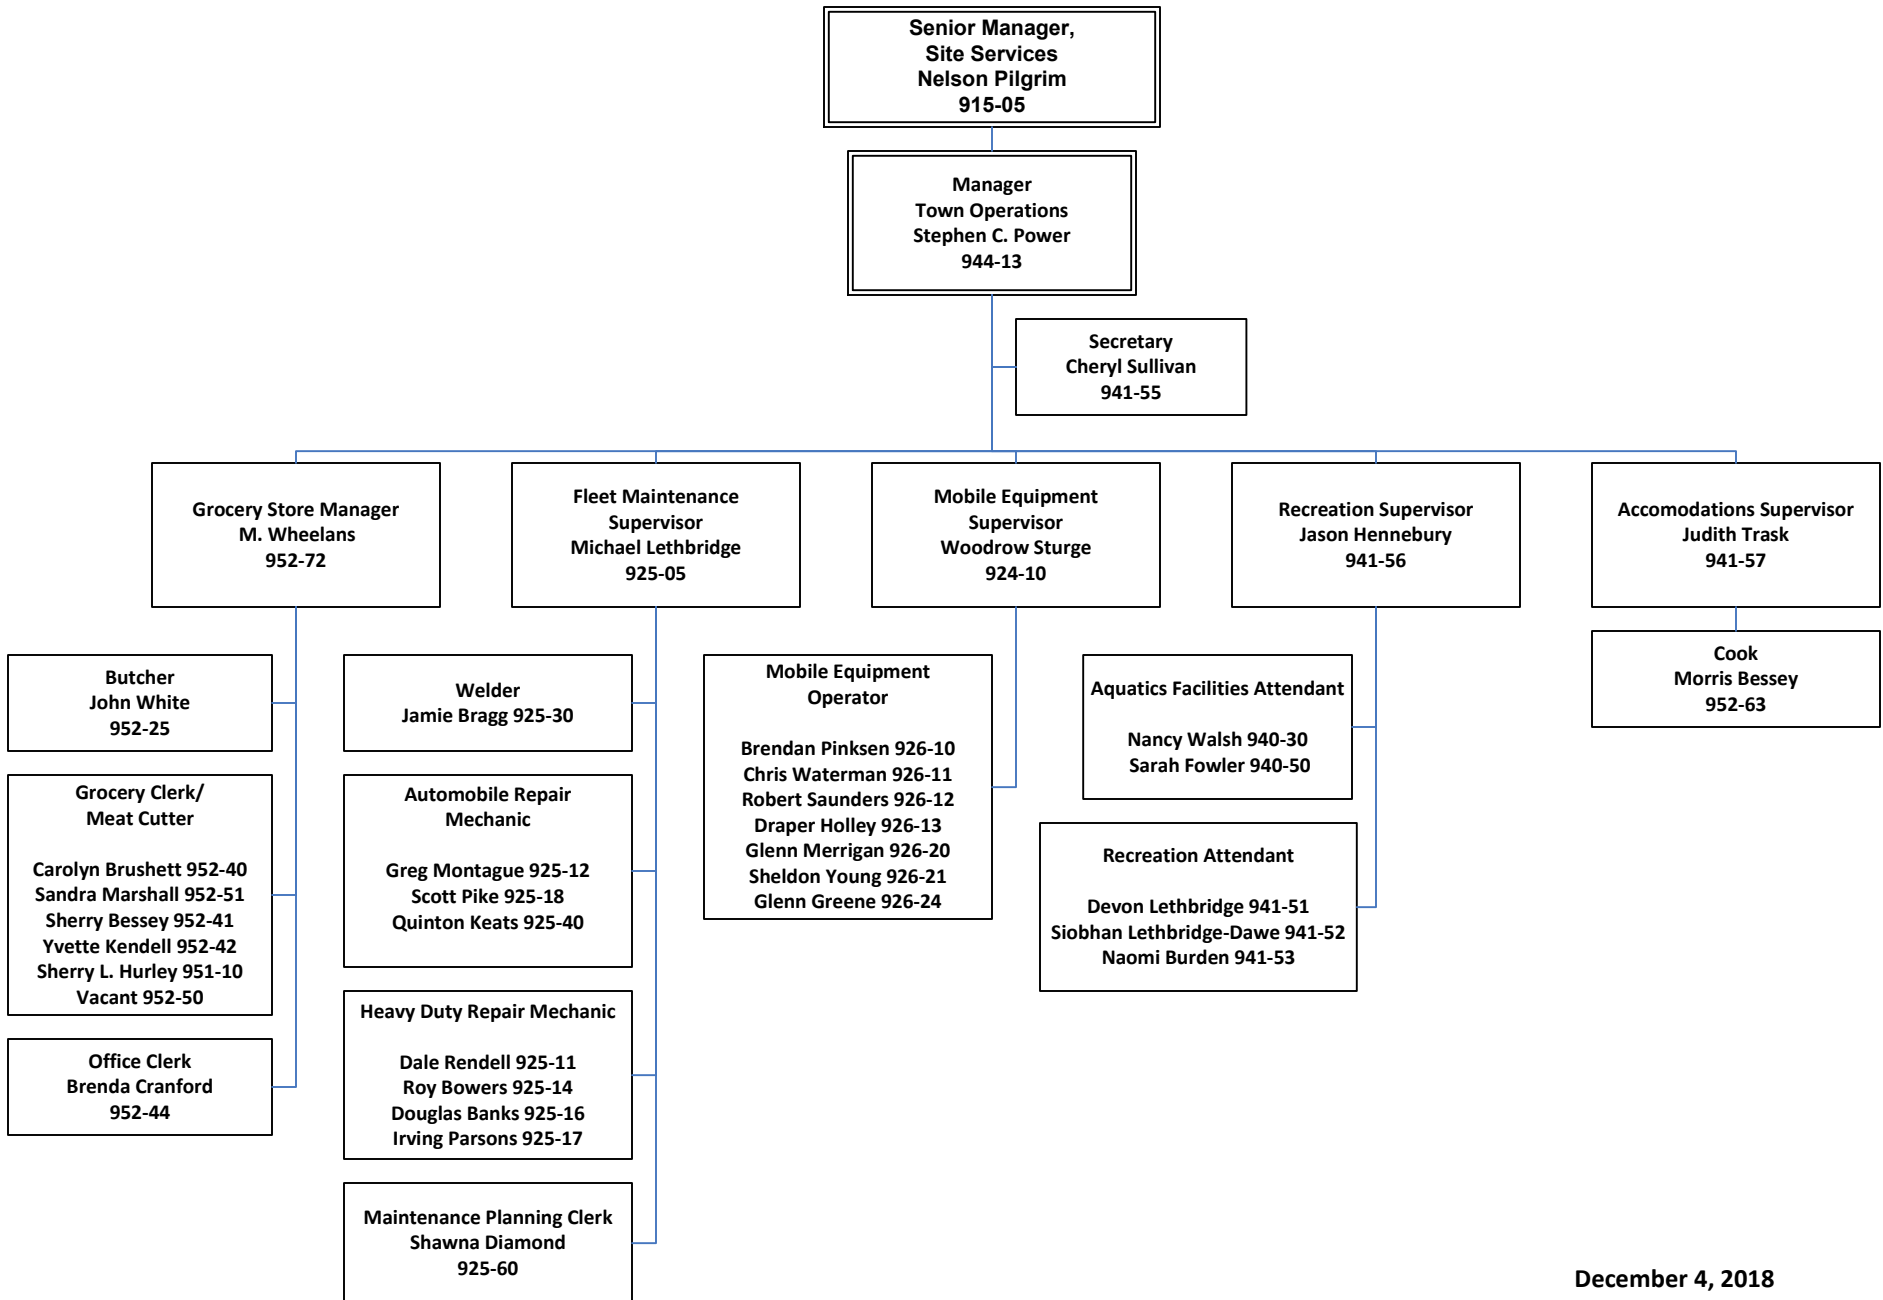 Senior Manager,
Site Services
Nelson Pilgrim
915-05
Manager
Town Operations
Stephen C. Power
944-13
Secretary
Cheryl Sullivan
941-55
Grocery Store Manager
M. Wheelans
952-72
Fleet Maintenance
Supervisor
Michael Lethbridge
925-05
Mobile Equipment
Supervisor
Woodrow Sturge
924-10
Recreation Supervisor
Jason Hennebury
941-56
Accomodations Supervisor
Judith Trask
941-57
Butcher
John White
952-25
Grocery Clerk/
Meat Cutter
Carolyn Brushett 952-40
Sandra Marshall 952-51
Sherry Bessey 952-41
Yvette Kendell 952-42
Sherry L. Hurley 951-10
Vacant 952-50
Office Clerk
Brenda Cranford
952-44
Welder
Jamie Bragg 925-30
Automobile Repair
Mechanic
Greg Montague 925-12
Scott Pike 925-18
Quinton Keats 925-40
Heavy Duty Repair Mechanic
Dale Rendell 925-11
Roy Bowers 925-14
Douglas Banks 925-16
Irving Parsons 925-17
Maintenance Planning Clerk
Shawna Diamond
925-60
Mobile Equipment
Operator
Brendan Pinksen 926-10
Chris Waterman 926-11
Robert Saunders 926-12
Draper Holley 926-13
Glenn Merrigan 926-20
Sheldon Young 926-21
Glenn Greene 926-24
Aquatics Facilities Attendant
Nancy Walsh 940-30
Sarah Fowler 940-50
Recreation Attendant
Devon Lethbridge 941-51
Siobhan Lethbridge-Dawe 941-52
Naomi Burden 941-53
Cook
Morris Bessey
952-63
December 4, 2018